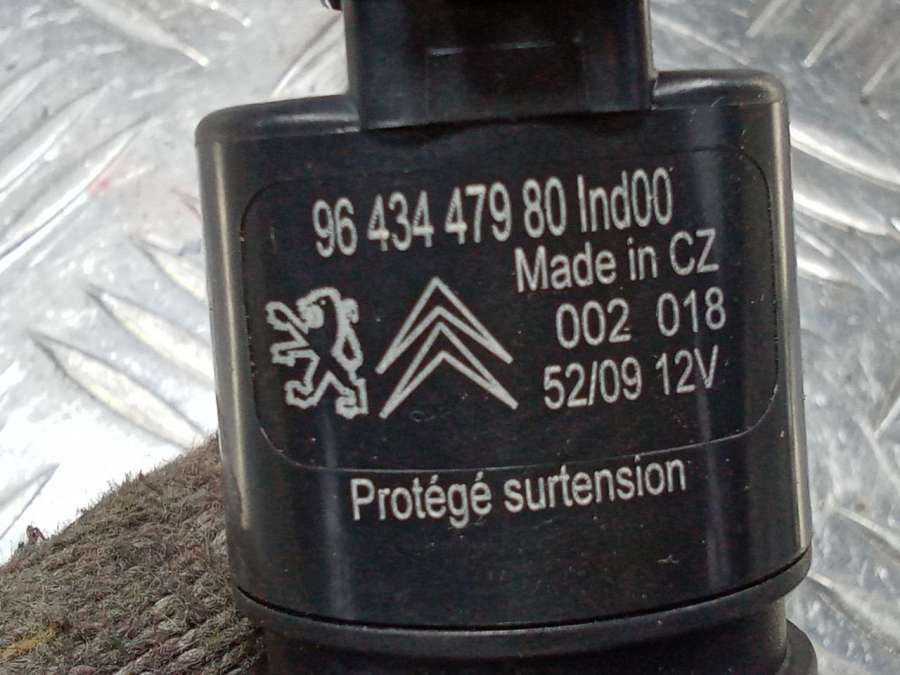 96 434 479 80 Ind00
Made in CZ
002 018
52/09 12V
Protégé surtension